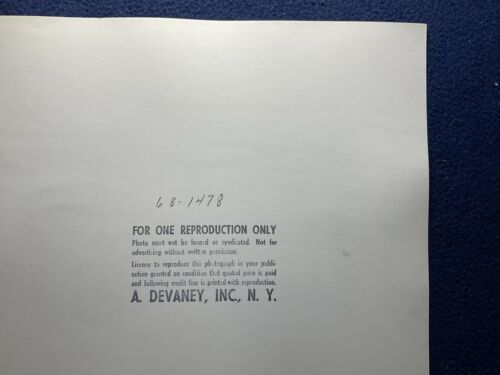 68-1478
FOR ONE REPRODUCTION ONLY
Photo must not be loaned or syndicated. Not for
advertising without written permission.
License to reproduce this photograph in your publi-
cation granted on condition that quoted price is paid
and following credit line is printed with reproduction.
A. DEVANEY, INC., N. Y.